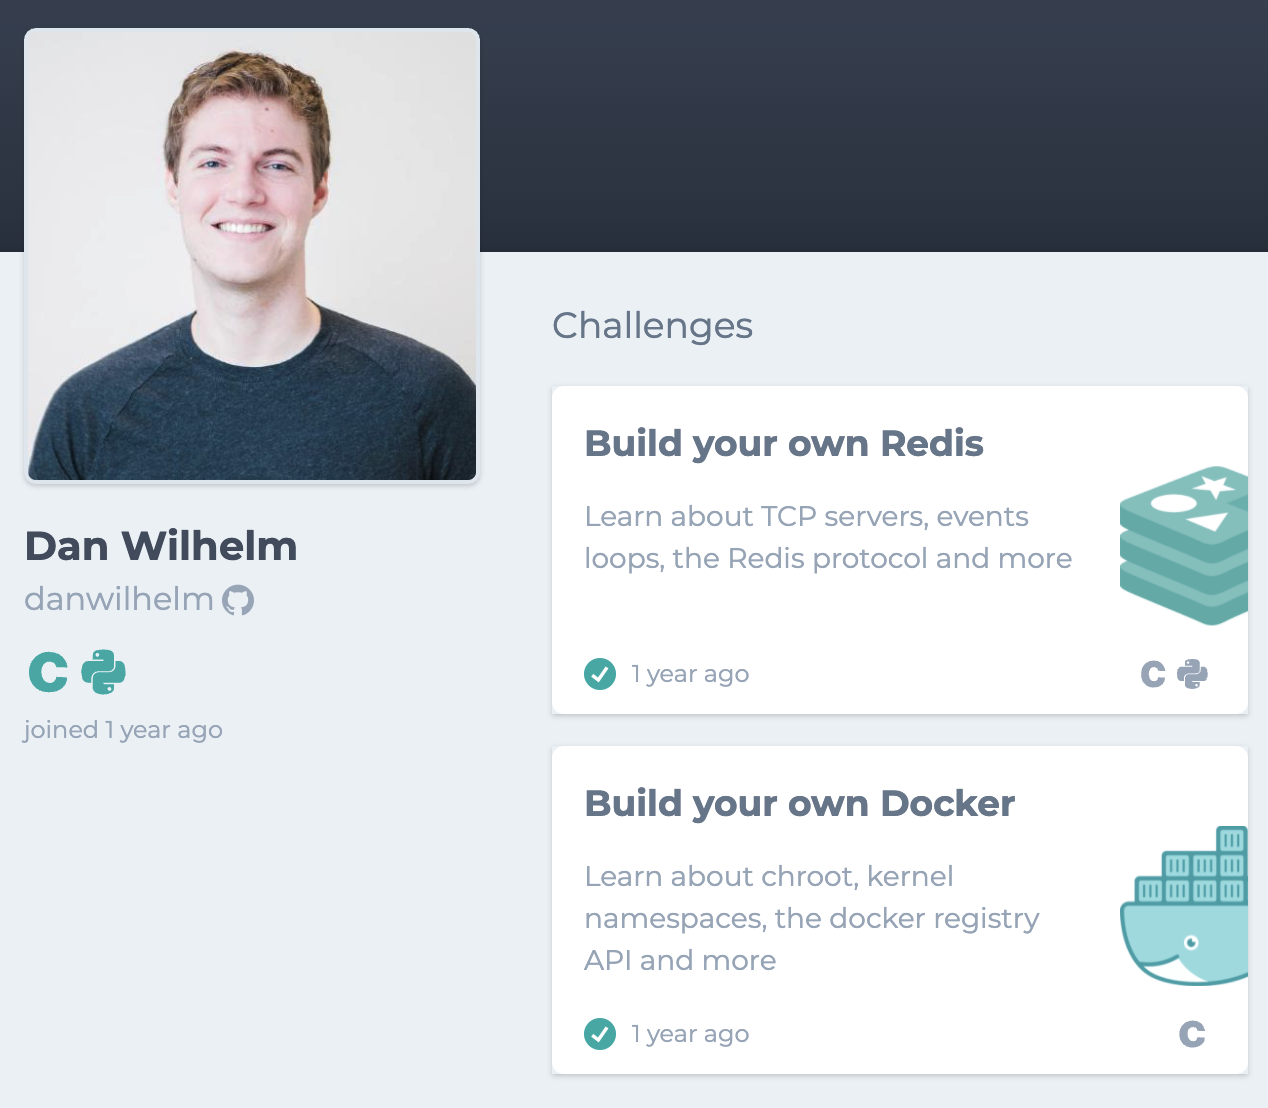 Dan Wilhelm
danwilhelm
C
joined 1 year ago
Challenges
Build your own Redis
Learn about TCP servers, events
loops, the Redis protocol and more
1 year ago
C
Build your own Docker
Learn about chroot, kernel
namespaces, the docker registry
API and more
1 year ago
C